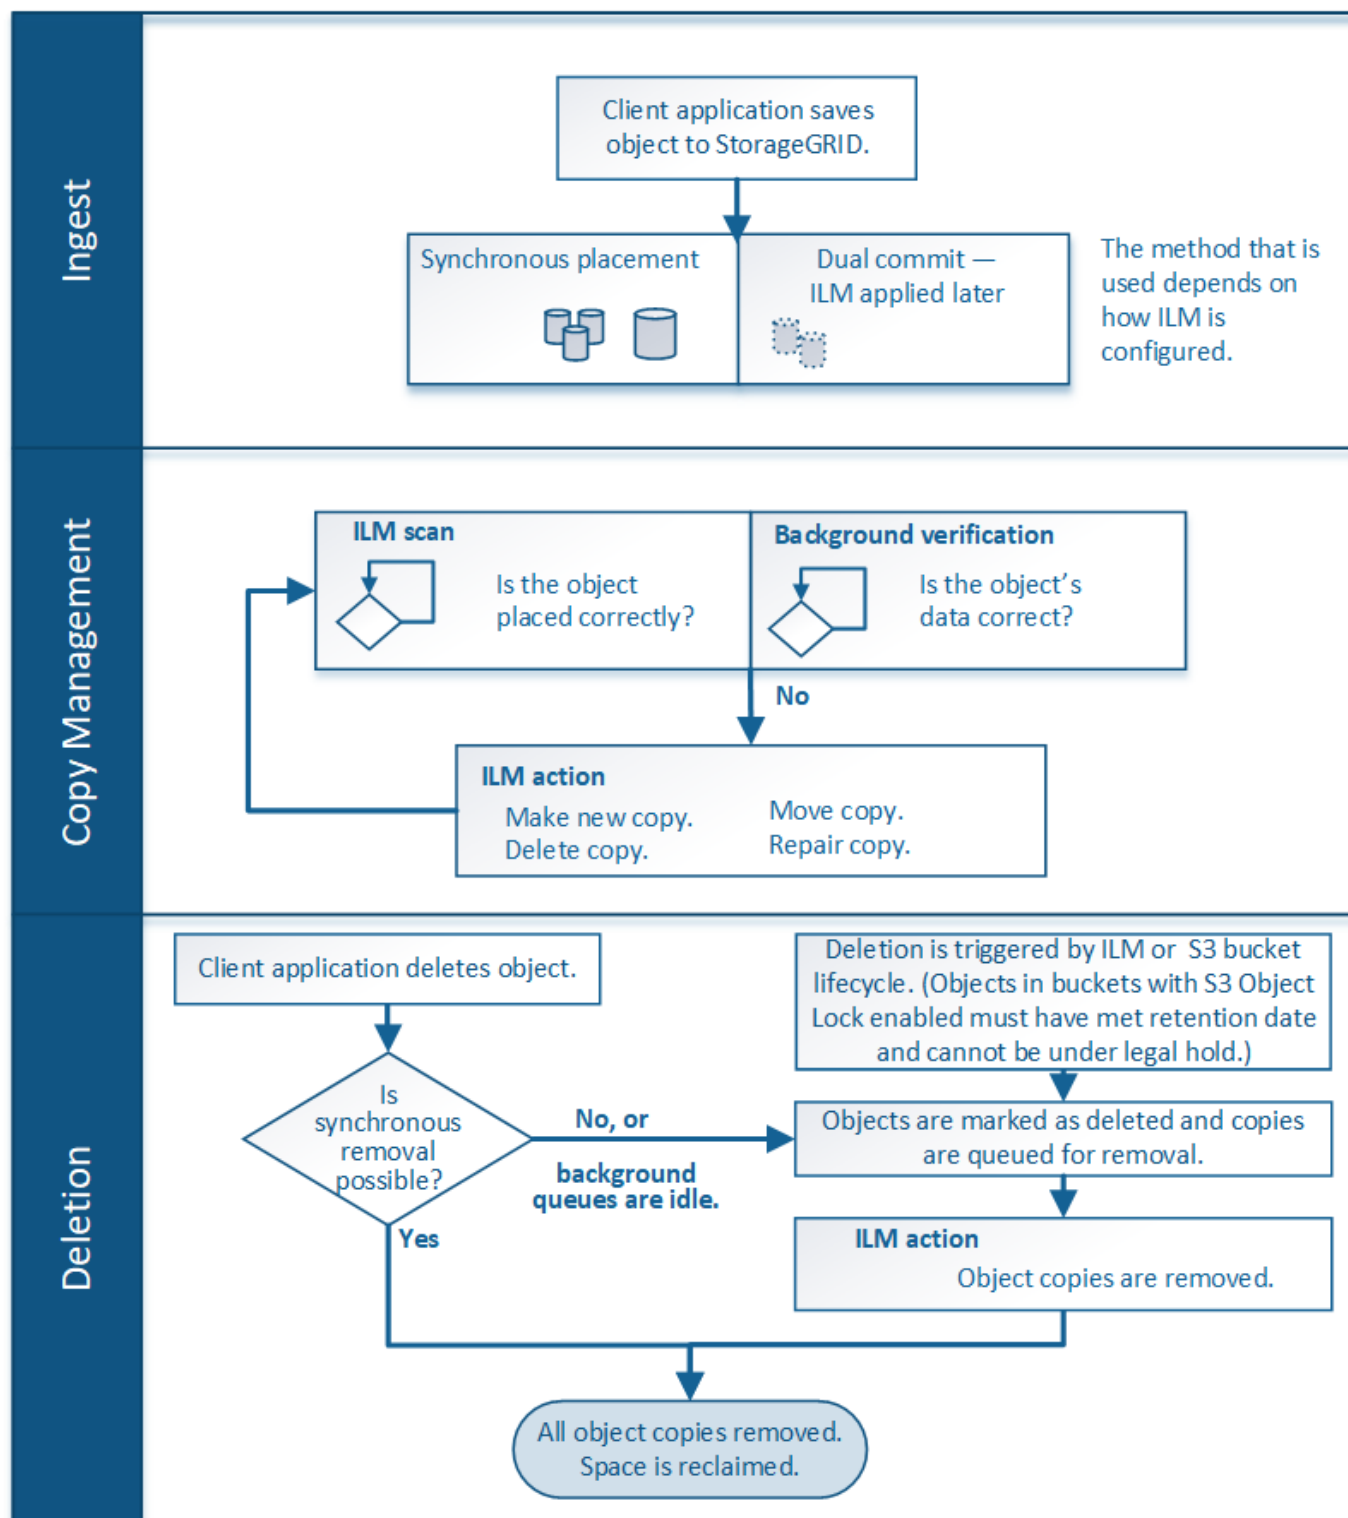 Ingest
Client application saves
object to StorageGRID.
Synchronous placement
Dual commit —
ILM applied later
The method that is
used depends on
how ILM is
configured.
Copy Management
ILM scan
Is the object
placed correctly?
Background verification
Is the object's
data correct?
No
ILM action
Make new copy.
Delete copy.
Move copy.
Repair copy.
Deletion
Client application deletes object.
Is
synchronous
removal
possible?
No, or
background
queues are idle.
Yes
Deletion is triggered by ILM or S3 bucket
lifecycle. (Objects in buckets with S3 Object
Lock enabled must have met retention date
and cannot be under legal hold.)
Objects are marked as deleted and copies
are queued for removal.
ILM action
Object copies are removed.
All object copies removed.
Space is reclaimed.